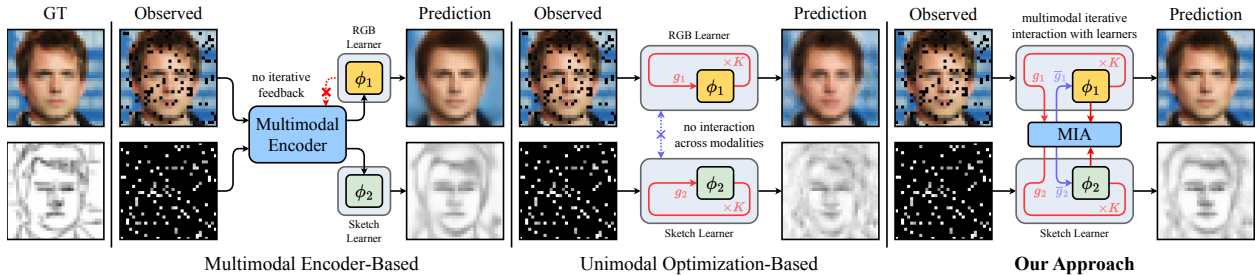 GT
Observed
Prediction
RGB
Learner
ϕ1
no iterative
feedback
Multimodal
Encoder
ϕ2
Sketch
Learner
Multimodal Encoder-Based
Observed
Prediction
RGB Learner
×K
g1
ϕ1
no interaction
across modalities
ϕ2
g2
×K
Sketch Learner
Unimodal Optimization-Based
Observed
Prediction
multimodal iterative
interaction with learners
×K
g1
g̅1
ϕ1
MIA
g2
g̅2
ϕ2
×K
Sketch Learner
Our Approach